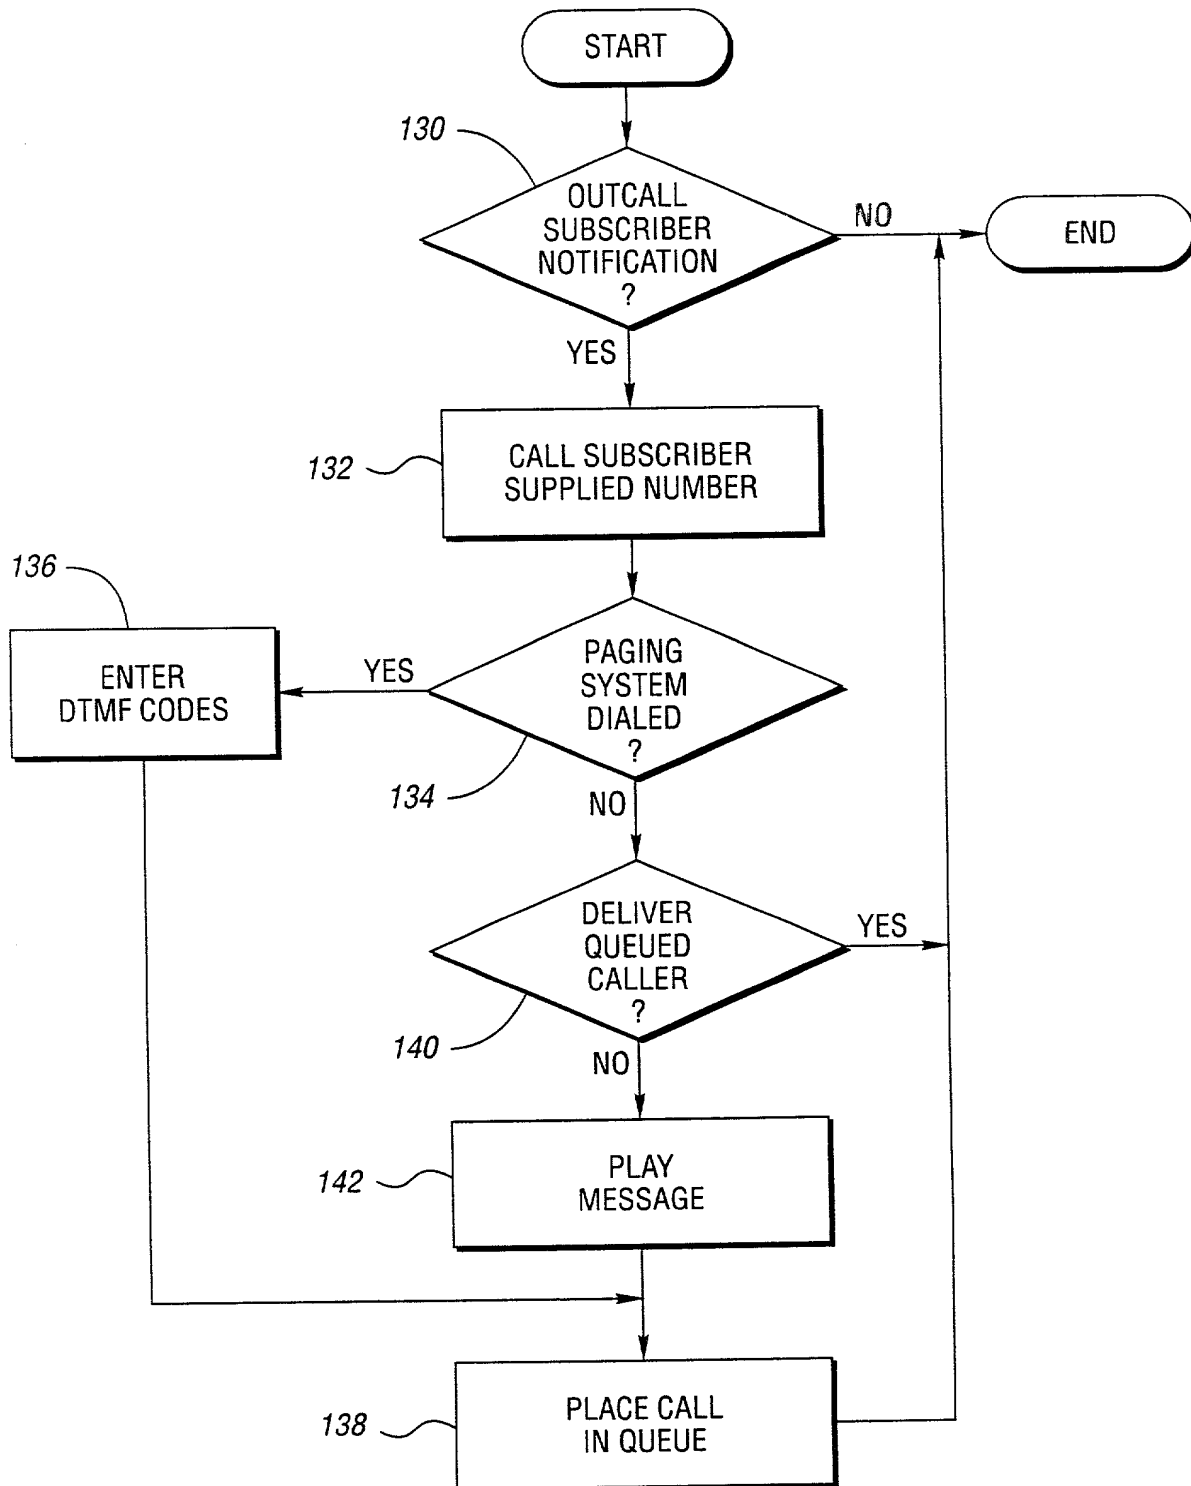 START
130
OUTCALL
SUBSCRIBER
NOTIFICATION
?
NO
END
YES
132
CALL SUBSCRIBER
SUPPLIED NUMBER
136
ENTER
DTMF CODES
YES
PAGING
SYSTEM
DIALED
?
134
NO
DELIVER
QUEUED
CALLER
?
YES
140
NO
142
PLAY
MESSAGE
138
PLACE CALL
IN QUEUE